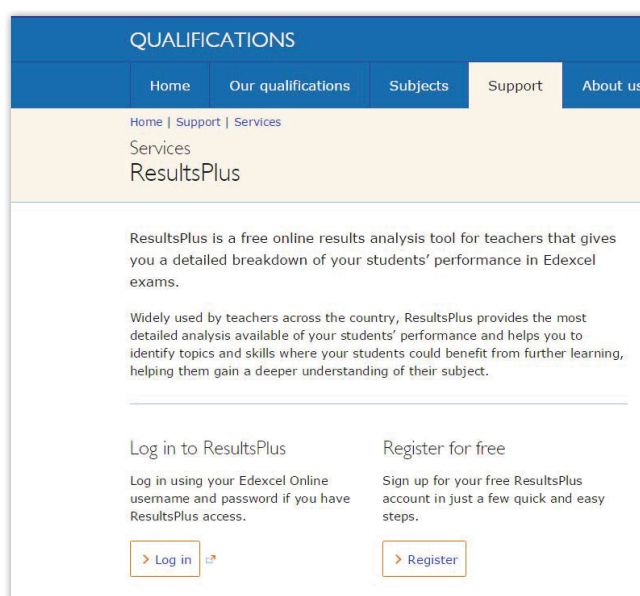 QUALIFICATIONS
Home Our qualifications Subjects Support About us
Home | Support | Services
Services
ResultsPlus
ResultsPlus is a free online results analysis tool for teachers that gives
you a detailed breakdown of your students’ performance in Edexcel
exams.
Widely used by teachers across the country, ResultsPlus provides the most
detailed analysis available of your students’ performance and helps you to
identify topics and skills where your students could benefit from further learning,
helping them gain a deeper understanding of their subject.
Log in to ResultsPlus
Log in using your Edexcel Online
username and password if you have
ResultsPlus access.
> Log in
Register for free
Sign up for your free ResultsPlus
account in just a few quick and easy
steps.
> Register